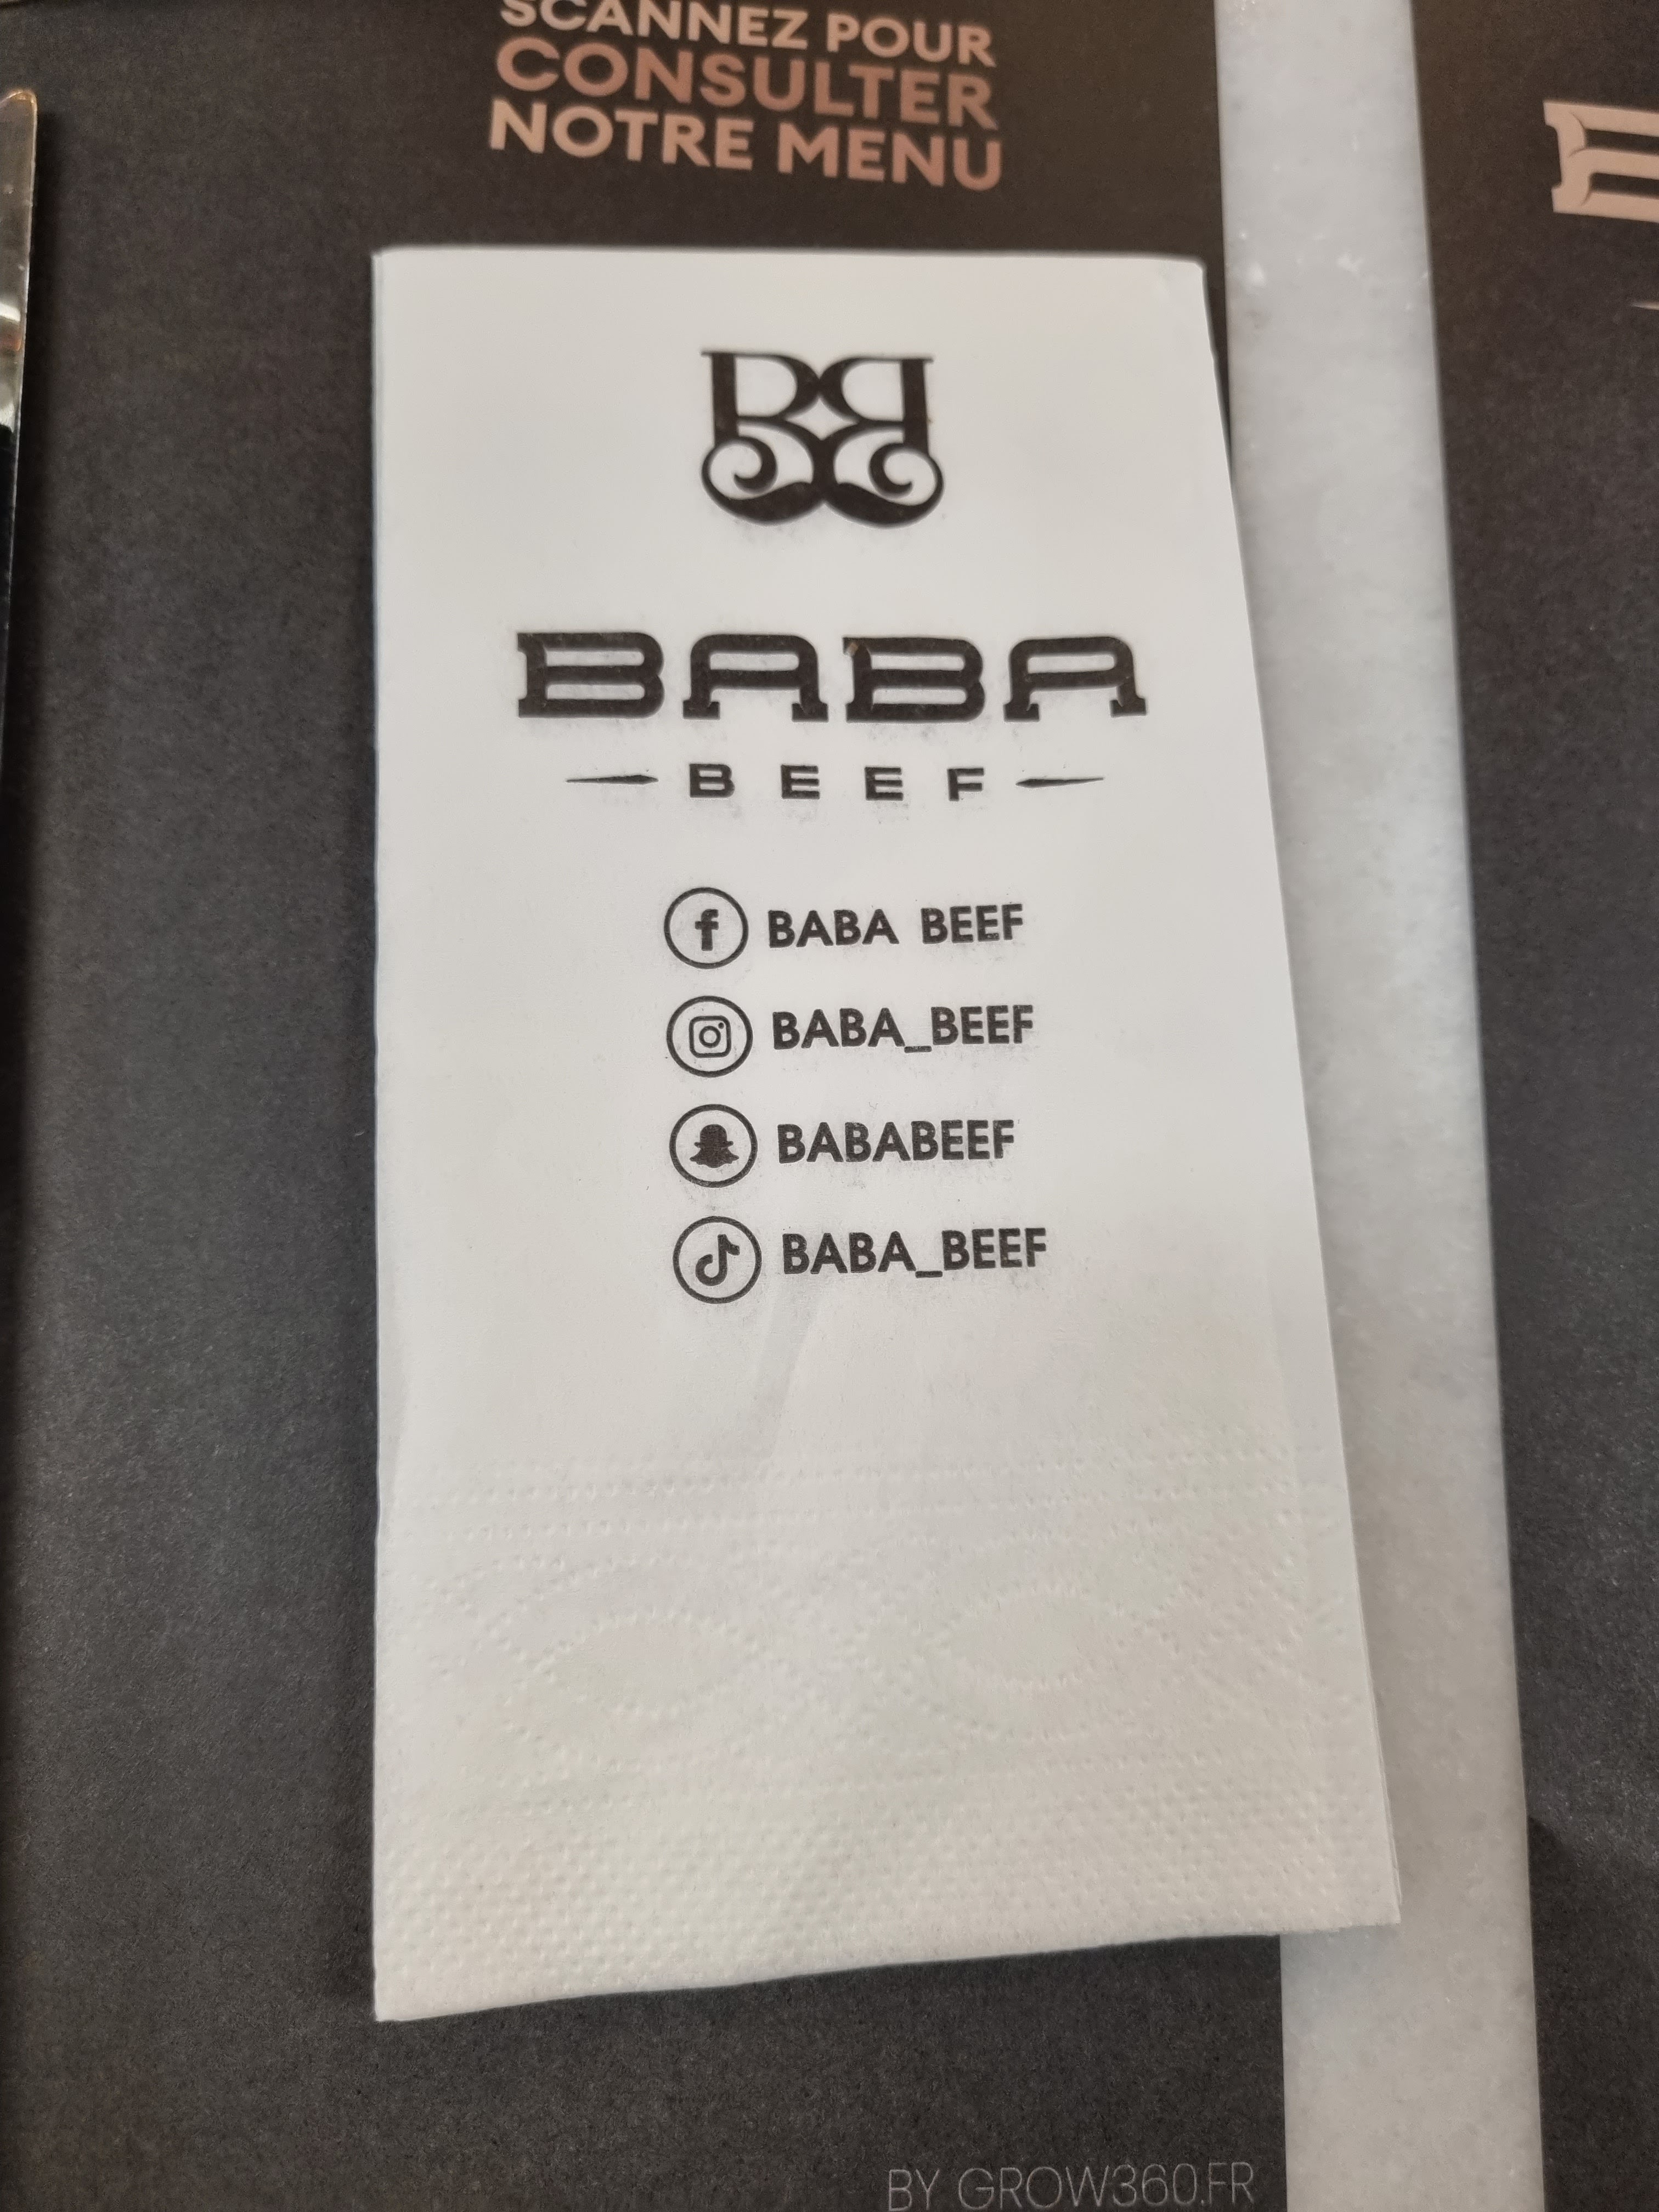 SCANNEZ POUR
CONSULTER
NOTRE MENU
BABA
BEEF
BABA BEEF
BABA_BEEF
BABABEEF
BABA_BEEF
BY GROW360.FR